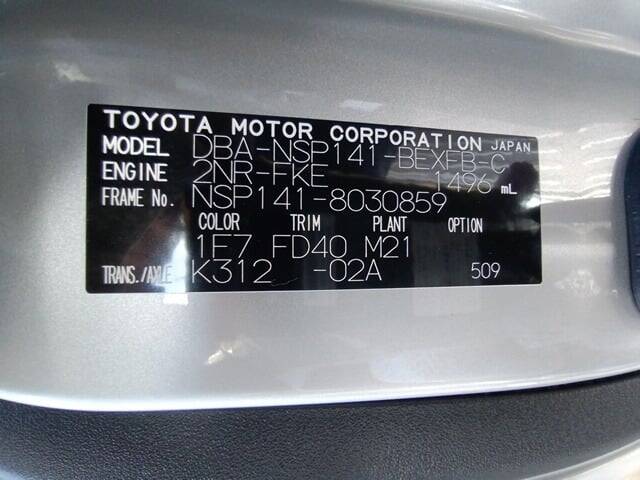 TOYOTA MOTOR CORPORATION JAPAN
MODEL DBA-NSP141-BEXFB-C
ENGINE 2NR-FKE 1496 mL
FRAME No. NSP141-8030859
COLOR TRIM PLANT OPTION
1E7 FD40 M21
TRANS./AXLE K312 -02A 509